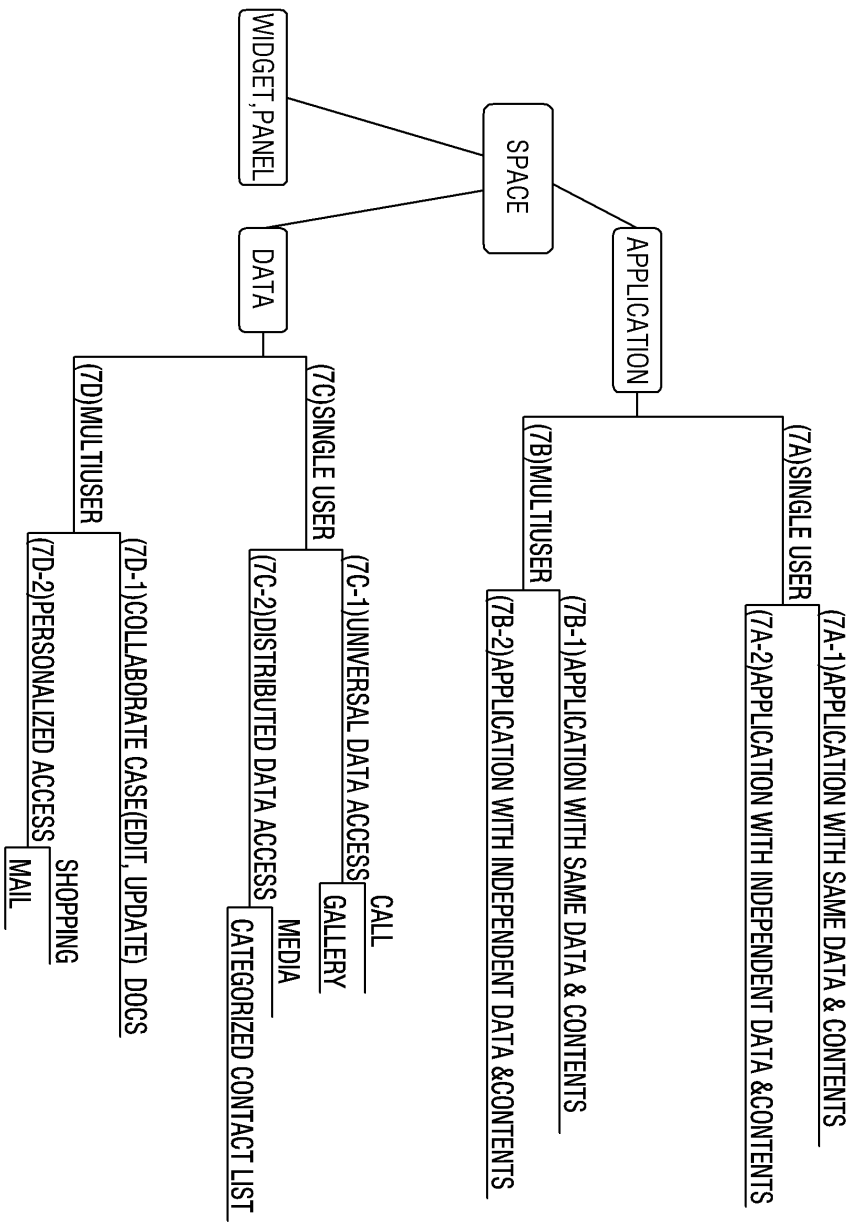 SPACE
APPLICATION
(7A)SINGLE USER
(7A-1)APPLICATION WITH SAME DATA & CONTENTS
(7A-2)APPLICATION WITH INDEPENDENT DATA &CONTENTS
(7B)MULTIUSER
(7B-1)APPLICATION WITH SAME DATA & CONTENTS
(7B-2)APPLICATION WITH INDEPENDENT DATA &CONTENTS
WIDGET,PANEL
DATA
(7C)SINGLE USER
(7C-1)UNIVERSAL DATA ACCESS
CALL
GALLERY
(7C-2)DISTRIBUTED DATA ACCESS
MEDIA
CATEGORIZED CONTACT LIST
(7D)MULTIUSER
(7D-1)COLLABORATE CASE(EDIT, UPDATE) DOCS
(7D-2)PERSONALIZED ACCESS
SHOPPING
MAIL